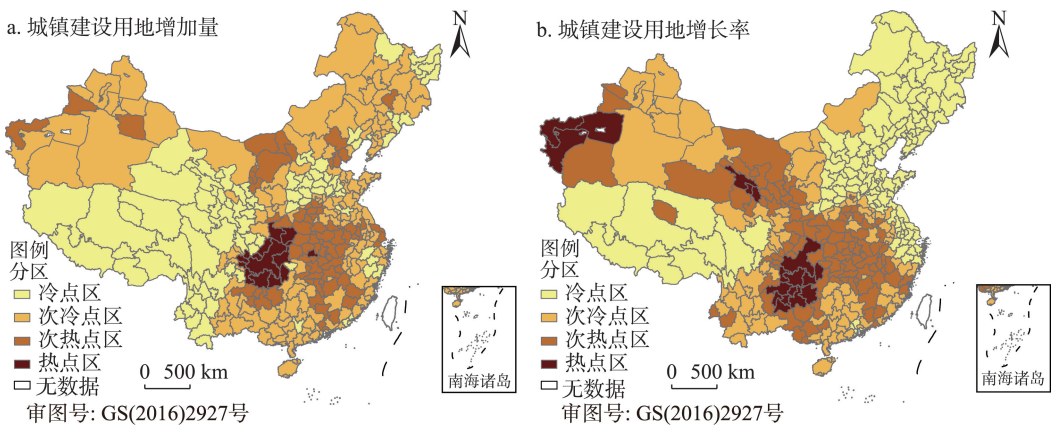 a. 城镇建设用地增加量
N
图例
分区
冷点区
次冷点区
次热点区
热点区
无数据
0 500 km
南海诸岛
审图号: GS(2016)2927号
b. 城镇建设用地增长率
N
图例
分区
冷点区
次冷点区
次热点区
热点区
无数据
0 500 km
南海诸岛
审图号: GS(2016)2927号